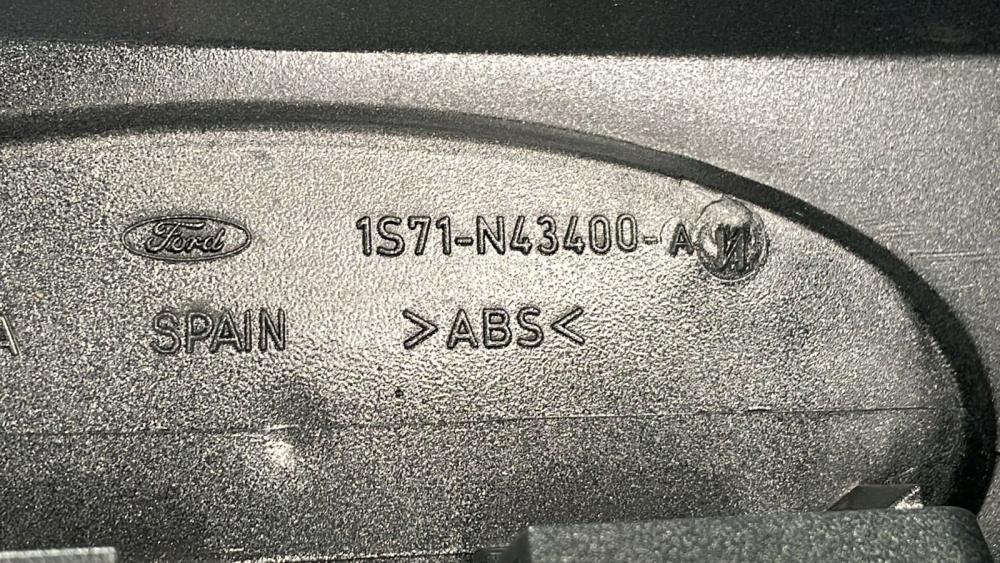 Ford 1S71-N43400-A
SPAIN >ABS<